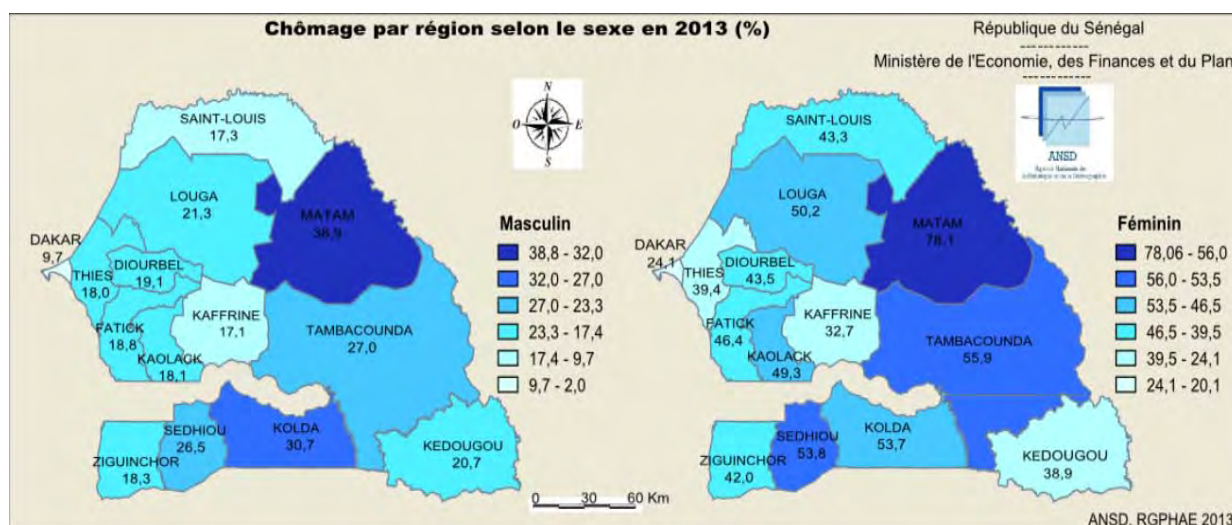 Chômage par région selon le sexe en 2013 (%)
République du Sénégal
------------
Ministère de l'Economie, des Finances et du Plan
------------
N
O
E
S
ANSD
SAINT-LOUIS
17,3
LOUGA
21,3
MATAM
38,9
DAKAR
9,7
THIES
18,0
DIOURBEL
19,1
FATICK
18,8
KAOLACK
18,1
KAFFRINE
17,1
TAMBACOUNDA
27,0
ZIGUINCHOR
18,3
SEDHIOU
26,5
KOLDA
30,7
KEDOUGOU
20,7
Masculin
38,8 - 32,0
32,0 - 27,0
27,0 - 23,3
23,3 - 17,4
17,4 - 9,7
9,7 - 2,0
0 30 60 Km
SAINT-LOUIS
43,3
LOUGA
50,2
MATAM
78,1
DAKAR
24,1
THIES
39,4
DIOURBEL
43,5
FATICK
46,4
KAOLACK
49,3
KAFFRINE
32,7
TAMBACOUNDA
55,9
ZIGUINCHOR
42,0
SEDHIOU
53,8
KOLDA
53,7
KEDOUGOU
38,9
Féminin
78,06 - 56,0
56,0 - 53,5
53,5 - 46,5
46,5 - 39,5
39,5 - 24,1
24,1 - 20,1
ANSD, RGPHAE 2013